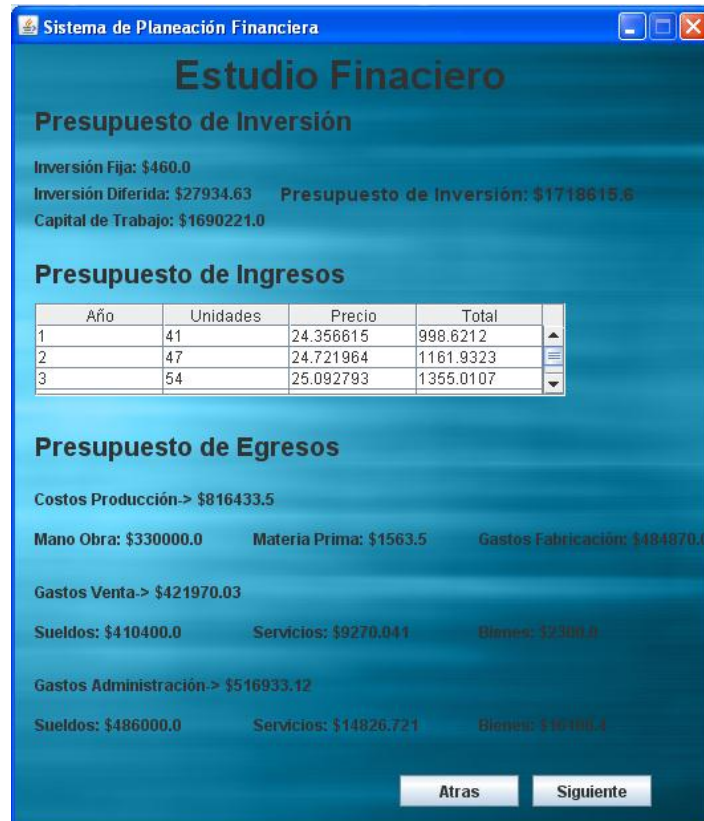 Sistema de Planeación Financiera
Estudio Finaciero
Presupuesto de Inversión
Inversión Fija: $460.0
Inversión Diferida: $27934.63 Presupuesto de Inversión: $1718615.6
Capital de Trabajo: $1690221.0
Presupuesto de Ingresos
Año Unidades Precio Total
1 41 24.356615 998.6212
2 47 24.721964 1161.9323
3 54 25.092793 1355.0107
Presupuesto de Egresos
Costos Producción-> $816433.5
Mano Obra: $330000.0 Materia Prima: $1563.5 Gastos Fabricación:
Gastos Venta-> $421970.03
Sueldos: $410400.0 Servicios: $9270.041 Bienes: $2300.0
Gastos Administración-> $516933.12
Sueldos: $486000.0 Servicios: $14826.721 Bienes:
Atras Siguiente